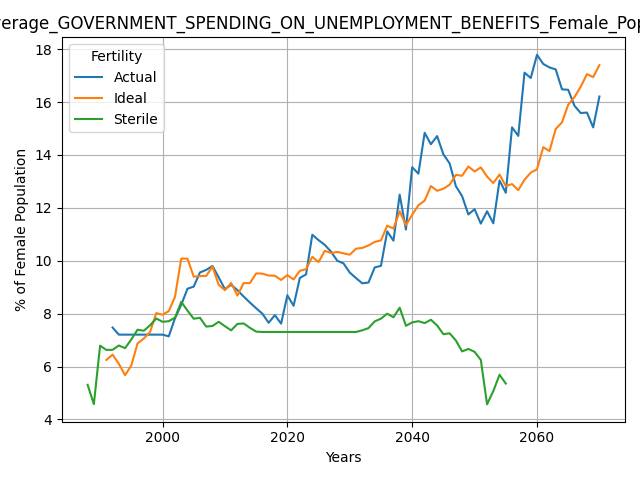 verage_GOVERNMENT_SPENDING_ON_UNEMPLOYMENT_BENEFITS_Female_Pop
Fertility
Actual
Ideal
Sterile
18
16
14
12
10
8
6
4
% of Female Population
2000 2020 2040 2060
Years